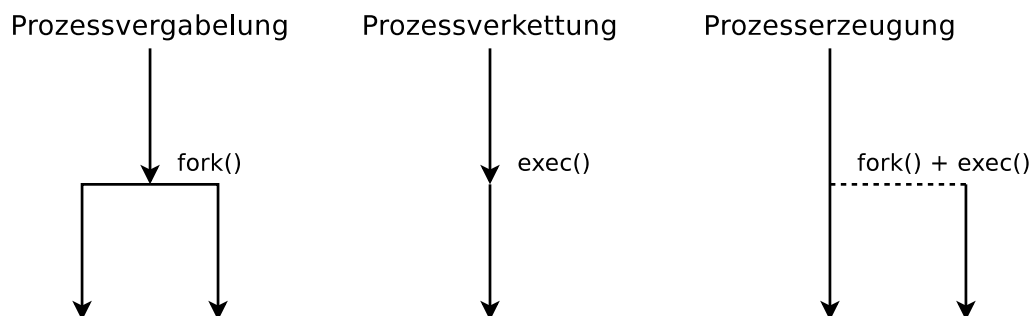 Prozessvergabelung
Prozessverkettung
Prozesserzeugung
fork()
exec()
fork() + exec()